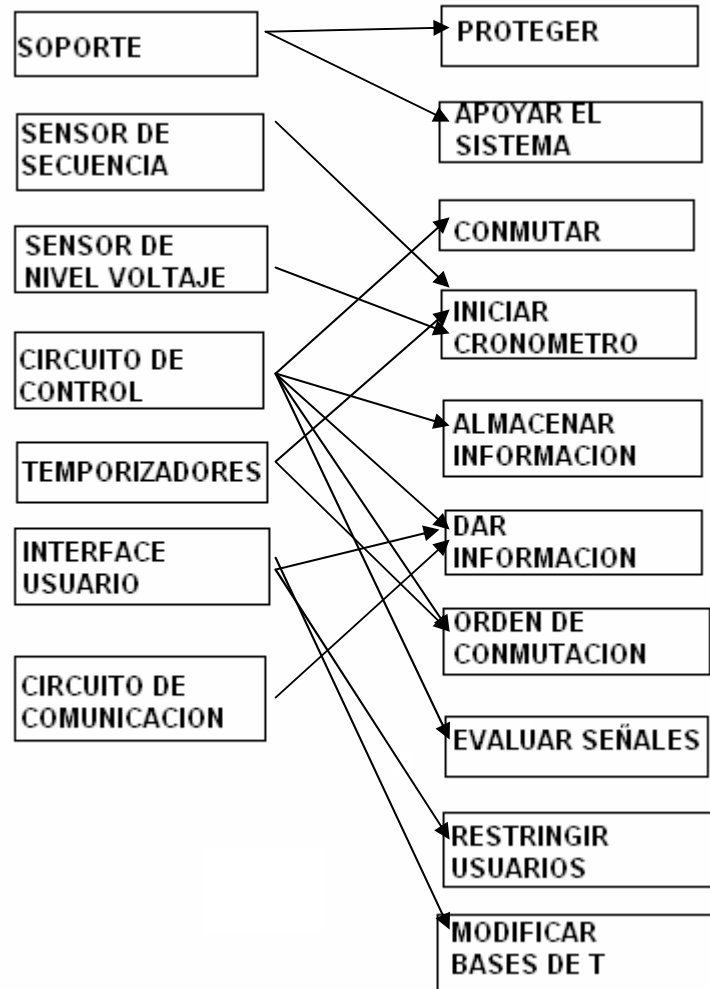 SOPORTE
SENSOR DE
SECUENCIA
SENSOR DE
NIVEL VOLTAJE
CIRCUITO DE
CONTROL
TEMPORIZADORES
INTERFACE
USUARIO
CIRCUITO DE
COMUNICACION
PROTEGER
APOYAR EL
SISTEMA
CONMUTAR
INICIAR
CRONOMETRO
ALMACENAR
INFORMACION
DAR
INFORMACION
ORDEN DE
CONMUTACION
EVALUAR SEÑALES
RESTRINGIR
USUARIOS
MODIFICAR
BASES DE T